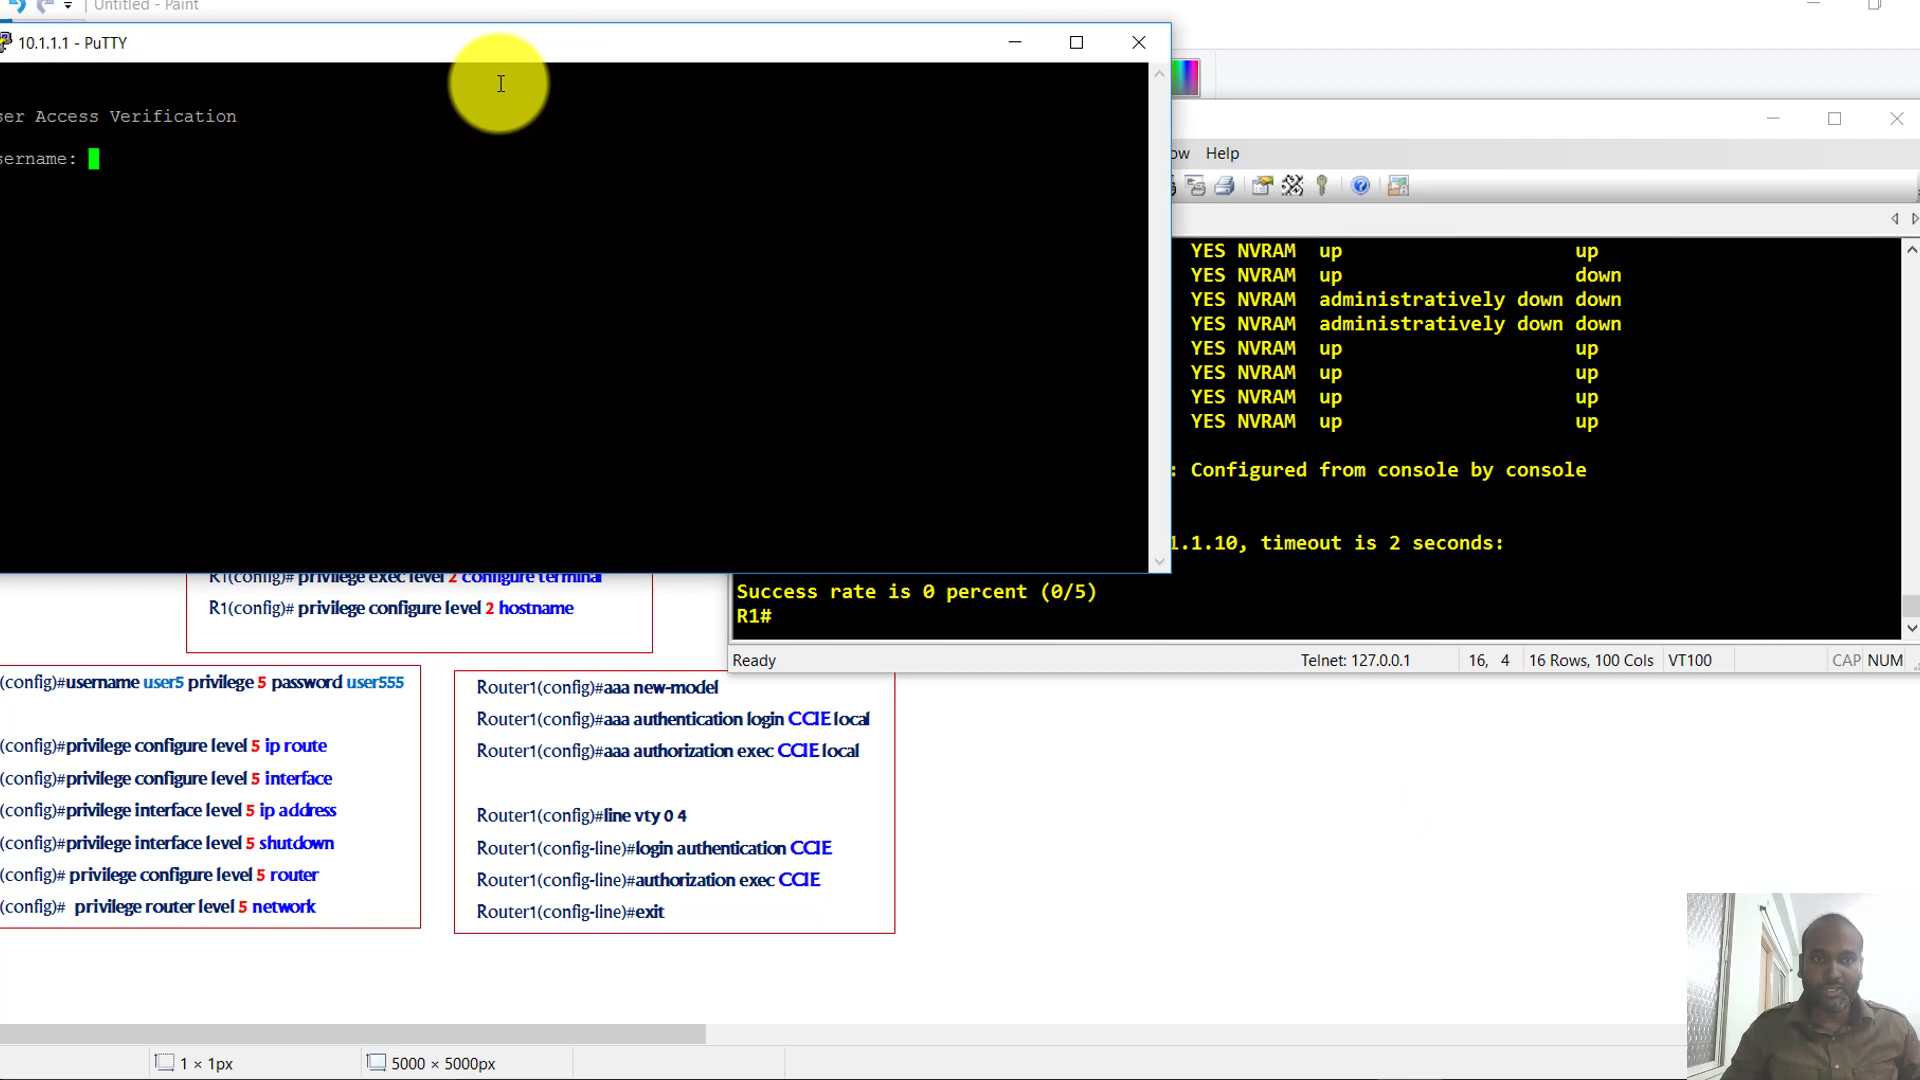 Untitled - Paint
10.1.1.1 - PuTTY
ser Access Verification
sername:
ow Help
YES NVRAM up up
YES NVRAM up down
YES NVRAM administratively down down
YES NVRAM administratively down down
YES NVRAM up up
YES NVRAM up up
YES NVRAM up up
YES NVRAM up up
: Configured from console by console
1.1.10, timeout is 2 seconds:
Success rate is 0 percent (0/5)
R1#
Ready Telnet: 127.0.0.1 16, 4 16 Rows, 100 Cols VT100 CAP NUM
R1(config)# privilege exec level 2 configure terminal
R1(config)# privilege configure level 2 hostname
(config)#username user5 privilege 5 password user555
(config)#privilege configure level 5 ip route
(config)#privilege configure level 5 interface
(config)#privilege interface level 5 ip address
(config)#privilege interface level 5 shutdown
(config)# privilege configure level 5 router
(config)# privilege router level 5 network
Router1(config)#aaa new-model
Router1(config)#aaa authentication login CCIE local
Router1(config)#aaa authorization exec CCIE local
Router1(config)#line vty 0 4
Router1(config-line)#login authentication CCIE
Router1(config-line)#authorization exec CCIE
Router1(config-line)#exit
1 × 1px
5000 × 5000px